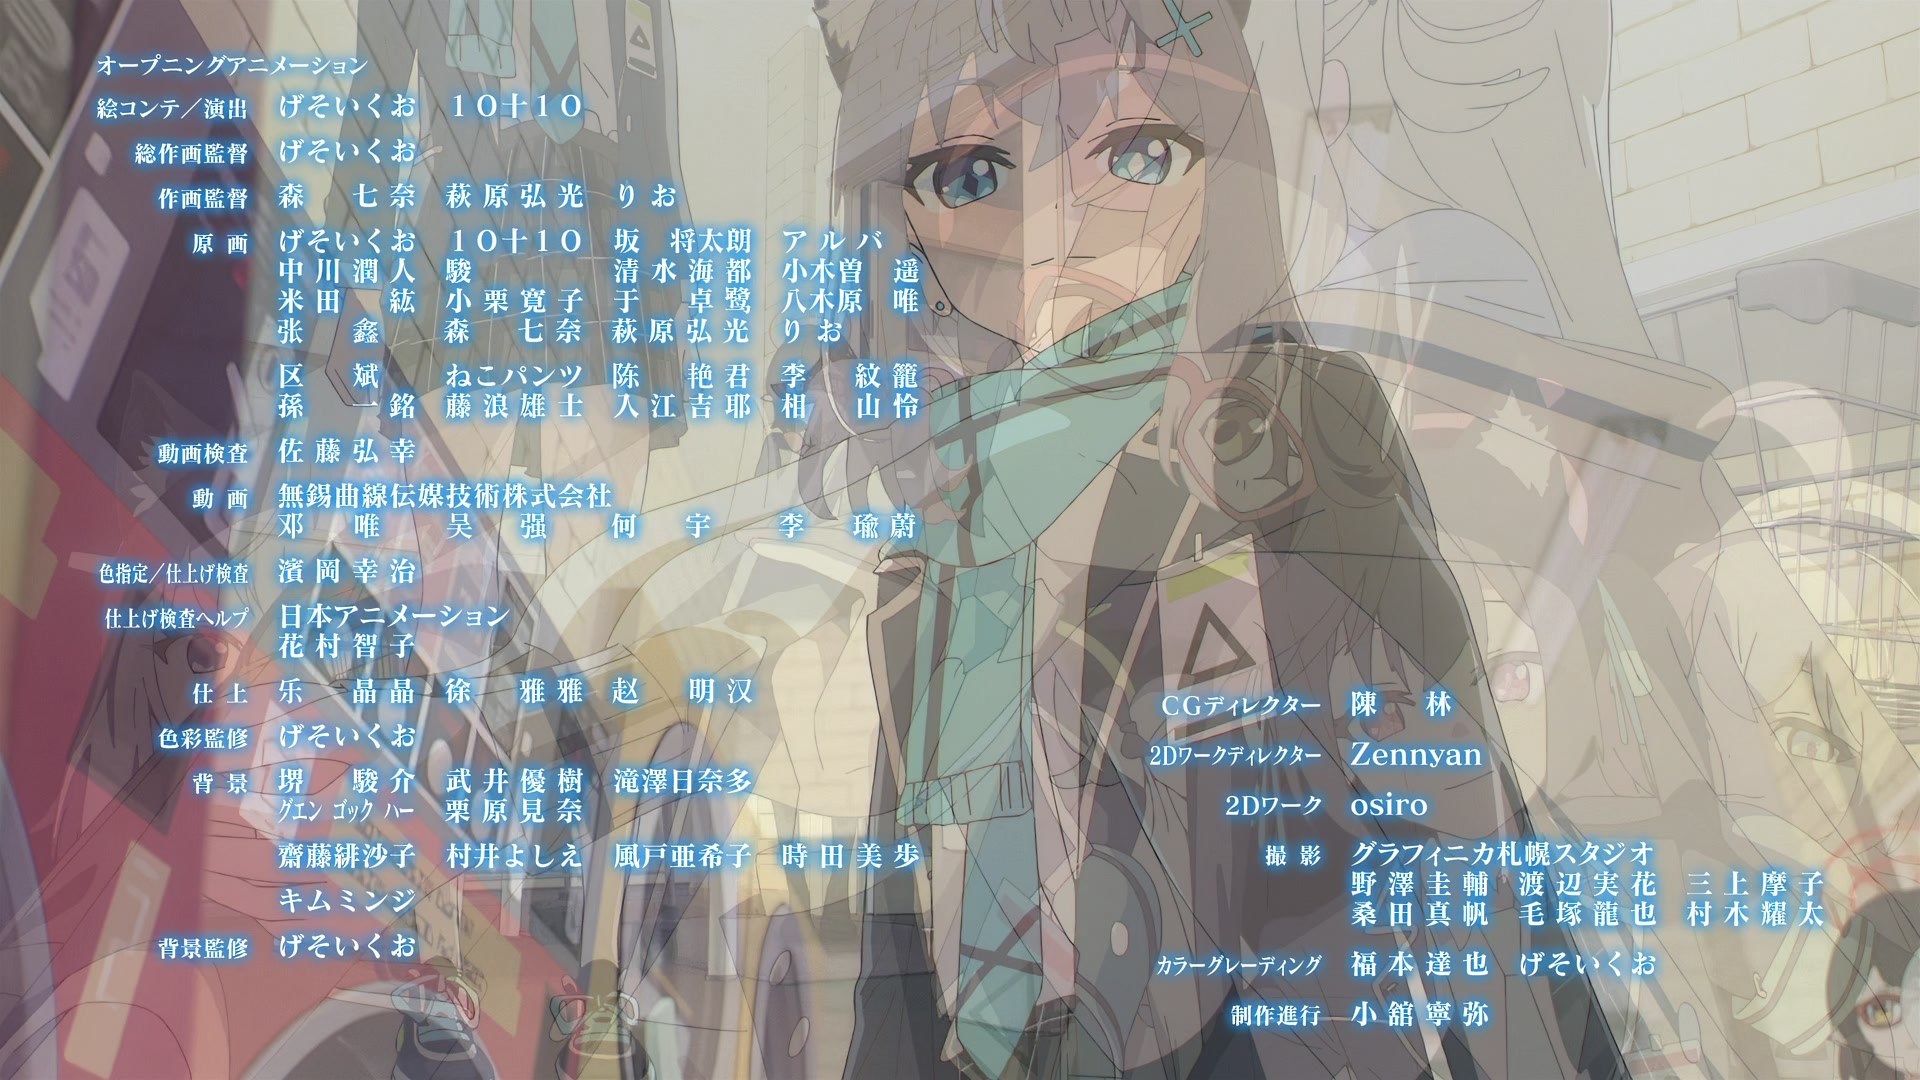 オープニングアニメーション
絵コンテ／演出 げそいくお 10十10
総作画監督 げそいくお
作画監督 森 七奈 萩原弘光 りお
原画 げそいくお 10十10 坂 将太朗 アルバ
中川潤人 駿 清水海都 小木曽 遥
米田 紘 小栗寛子 于 卓鹭 八木原 唯
张 鑫 森 七奈 萩原弘光 りお
区 斌 ねこパンツ 陈 艳君 李 紋籠
孫 一銘 藤浪雄士 入江吉耶 相 山怜
動画検査 佐藤弘幸
動画 無錫曲線伝媒技術株式会社
邓 唯 吴 强 何 宇 李 瑜蔚
色指定／仕上げ検査 濱岡幸治
仕上げ検査ヘルプ 日本アニメーション
花村智子
仕上 乐 晶晶 徐 雅雅 赵 明汉
色彩監修 げそいくお
背景 堺 駿介 武井優樹 滝澤日奈多
グエン ゴック ハー 栗原見奈
齋藤緋沙子 村井よしえ 風戸亜希子 時田美歩
キムミンジ
背景監修 げそいくお
CGディレクター 陳 林
2Dワークディレクター Zennyan
2Dワーク osiro
撮影 グラフィニカ札幌スタジオ
野澤圭輔 渡辺実花 三上摩子
桑田真帆 毛塚龍也 村木耀太
カラーグレーディング 福本達也 げそいくお
制作進行 小舘寧弥